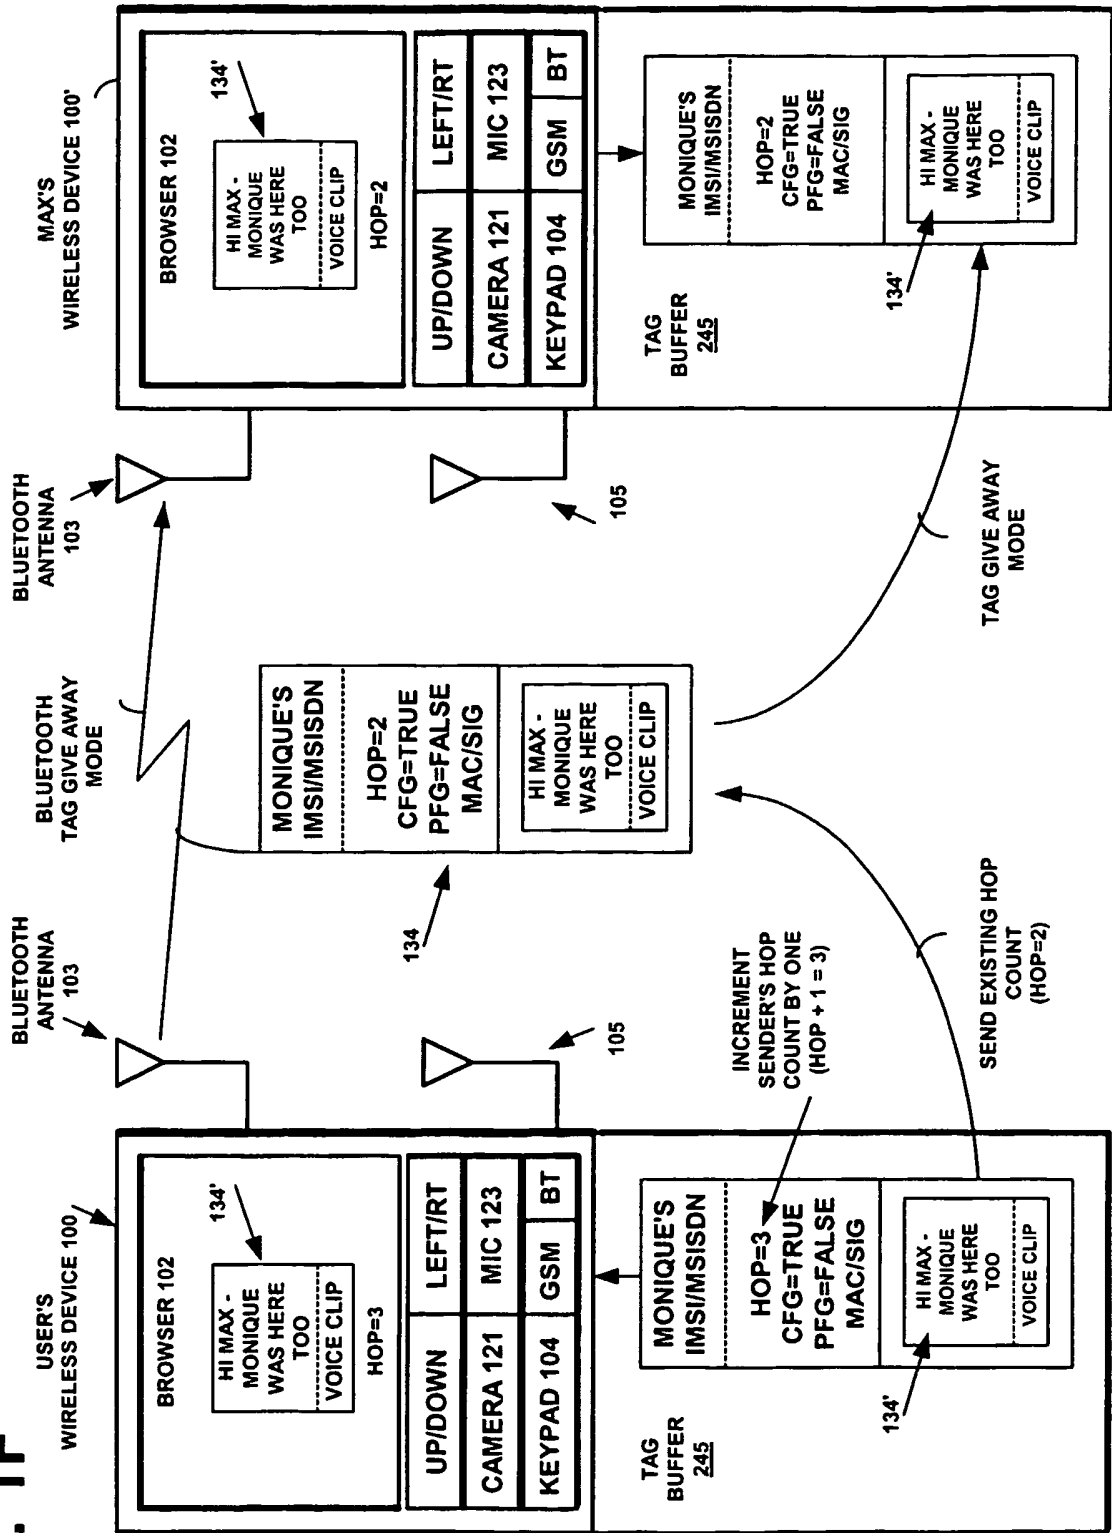 USER'S
WIRELESS DEVICE 100
BROWSER 102
134'
HI MAX -
MONIQUE
WAS HERE
TOO
VOICE CLIP
HOP=3
UP/DOWN
LEFT/RT
CAMERA 121
MIC 123
KEYPAD 104
GSM
BT
BLUETOOTH
ANTENNA
103
105
BLUETOOTH
TAG GIVE AWAY
MODE
BLUETOOTH
ANTENNA
103
105
MAX'S
WIRELESS DEVICE 100'
BROWSER 102
134'
HI MAX -
MONIQUE
WAS HERE
TOO
VOICE CLIP
HOP=2
UP/DOWN
LEFT/RT
CAMERA 121
MIC 123
KEYPAD 104
GSM
BT
134
MONIQUE'S
IMSI/MSISDN
HOP=2
CFG=TRUE
PFG=FALSE
MAC/SIG
HI MAX -
MONIQUE
WAS HERE
TOO
VOICE CLIP
TAG
BUFFER
245
MONIQUE'S
IMSI/MSISDN
HOP=3
CFG=TRUE
PFG=FALSE
MAC/SIG
134'
HI MAX -
MONIQUE
WAS HERE
TOO
VOICE CLIP
INCREMENT
SENDER'S HOP
COUNT BY ONE
(HOP + 1 = 3)
SEND EXISTING HOP
COUNT
(HOP=2)
TAG GIVE AWAY
MODE
TAG
BUFFER
245
MONIQUE'S
IMSI/MSISDN
HOP=2
CFG=TRUE
PFG=FALSE
MAC/SIG
134'
HI MAX -
MONIQUE
WAS HERE
TOO
VOICE CLIP